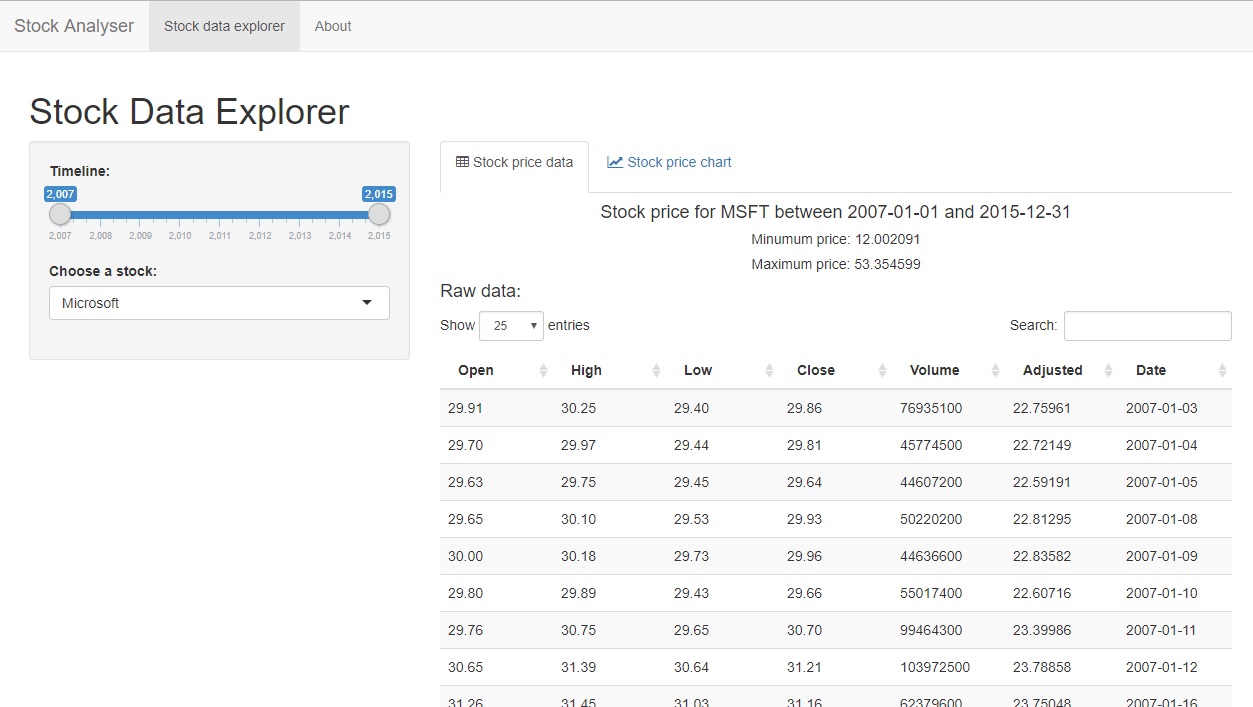 Stock Analyser Stock data explorer About
Stock Data Explorer
Timeline:
2,007 2,015
2,007 2,008 2,009 2,010 2,011 2,012 2,013 2,014 2,015
Choose a stock:
Microsoft
Stock price data Stock price chart
Stock price for MSFT between 2007-01-01 and 2015-12-31
Minumum price: 12.002091
Maximum price: 53.354599
Raw data:
Show 25 entries Search:
Open High Low Close Volume Adjusted Date
29.91 30.25 29.40 29.86 76935100 22.75961 2007-01-03
29.70 29.97 29.44 29.81 45774500 22.72149 2007-01-04
29.63 29.75 29.45 29.64 44607200 22.59191 2007-01-05
29.65 30.10 29.53 29.93 50220200 22.81295 2007-01-08
30.00 30.18 29.73 29.96 44636600 22.83582 2007-01-09
29.80 29.89 29.43 29.66 55017400 22.60716 2007-01-10
29.76 30.75 29.65 30.70 99464300 23.39986 2007-01-11
30.65 31.39 30.64 31.21 103972500 23.78858 2007-01-12
31.26 31.45 31.03 31.16 62379600 23.75048 2007-01-16